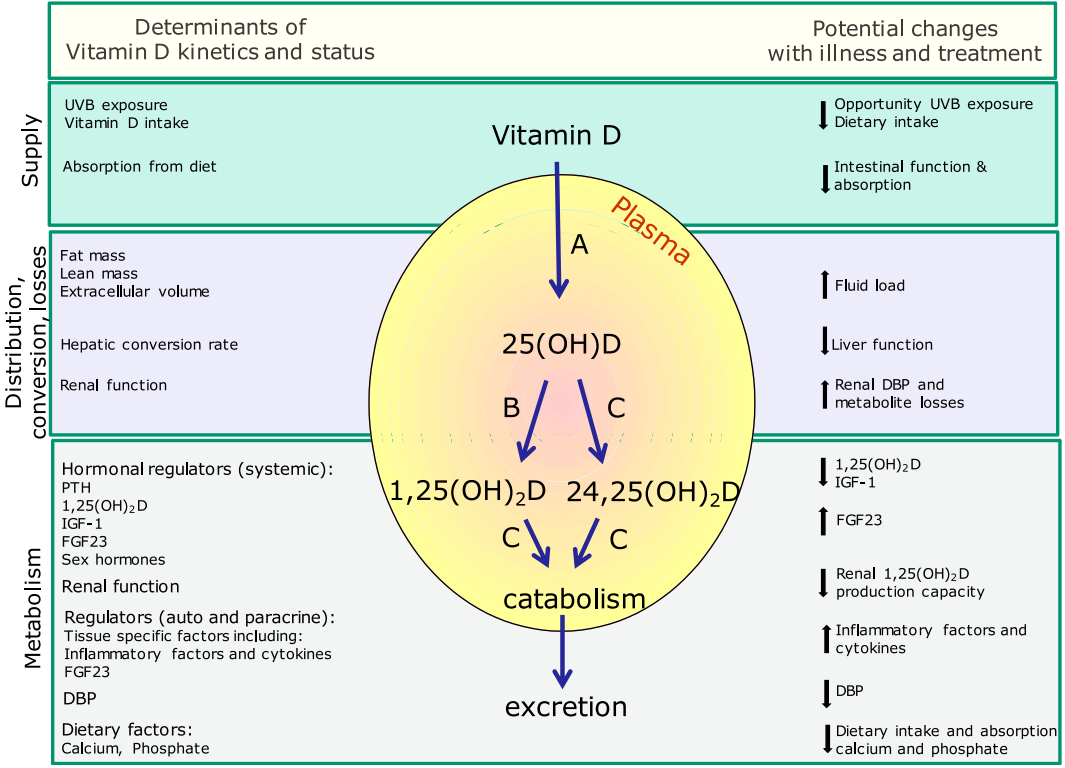 Determinants of
Vitamin D kinetics and status
Potential changes
with illness and treatment
Supply
UVB exposure
Vitamin D intake
Absorption from diet
Vitamin D
Opportunity UVB exposure
Dietary intake
Intestinal function &
absorption
Plasma
Distribution,
conversion, losses
Fat mass
Lean mass
Extracellular volume
Hepatic conversion rate
Renal function
A
25(OH)D
B
C
Fluid load
Liver function
Renal DBP and
metabolite losses
Metabolism
Hormonal regulators (systemic):
PTH
1,25(OH)₂D
IGF-1
FGF23
Sex hormones
Renal function
Regulators (auto and paracrine):
Tissue specific factors including:
Inflammatory factors and cytokines
FGF23
DBP
Dietary factors:
Calcium, Phosphate
1,25(OH)₂D
24,25(OH)₂D
C
C
catabolism
excretion
1,25(OH)₂D
IGF-1
FGF23
Renal 1,25(OH)₂D
production capacity
Inflammatory factors and
cytokines
DBP
Dietary intake and absorption
calcium and phosphate